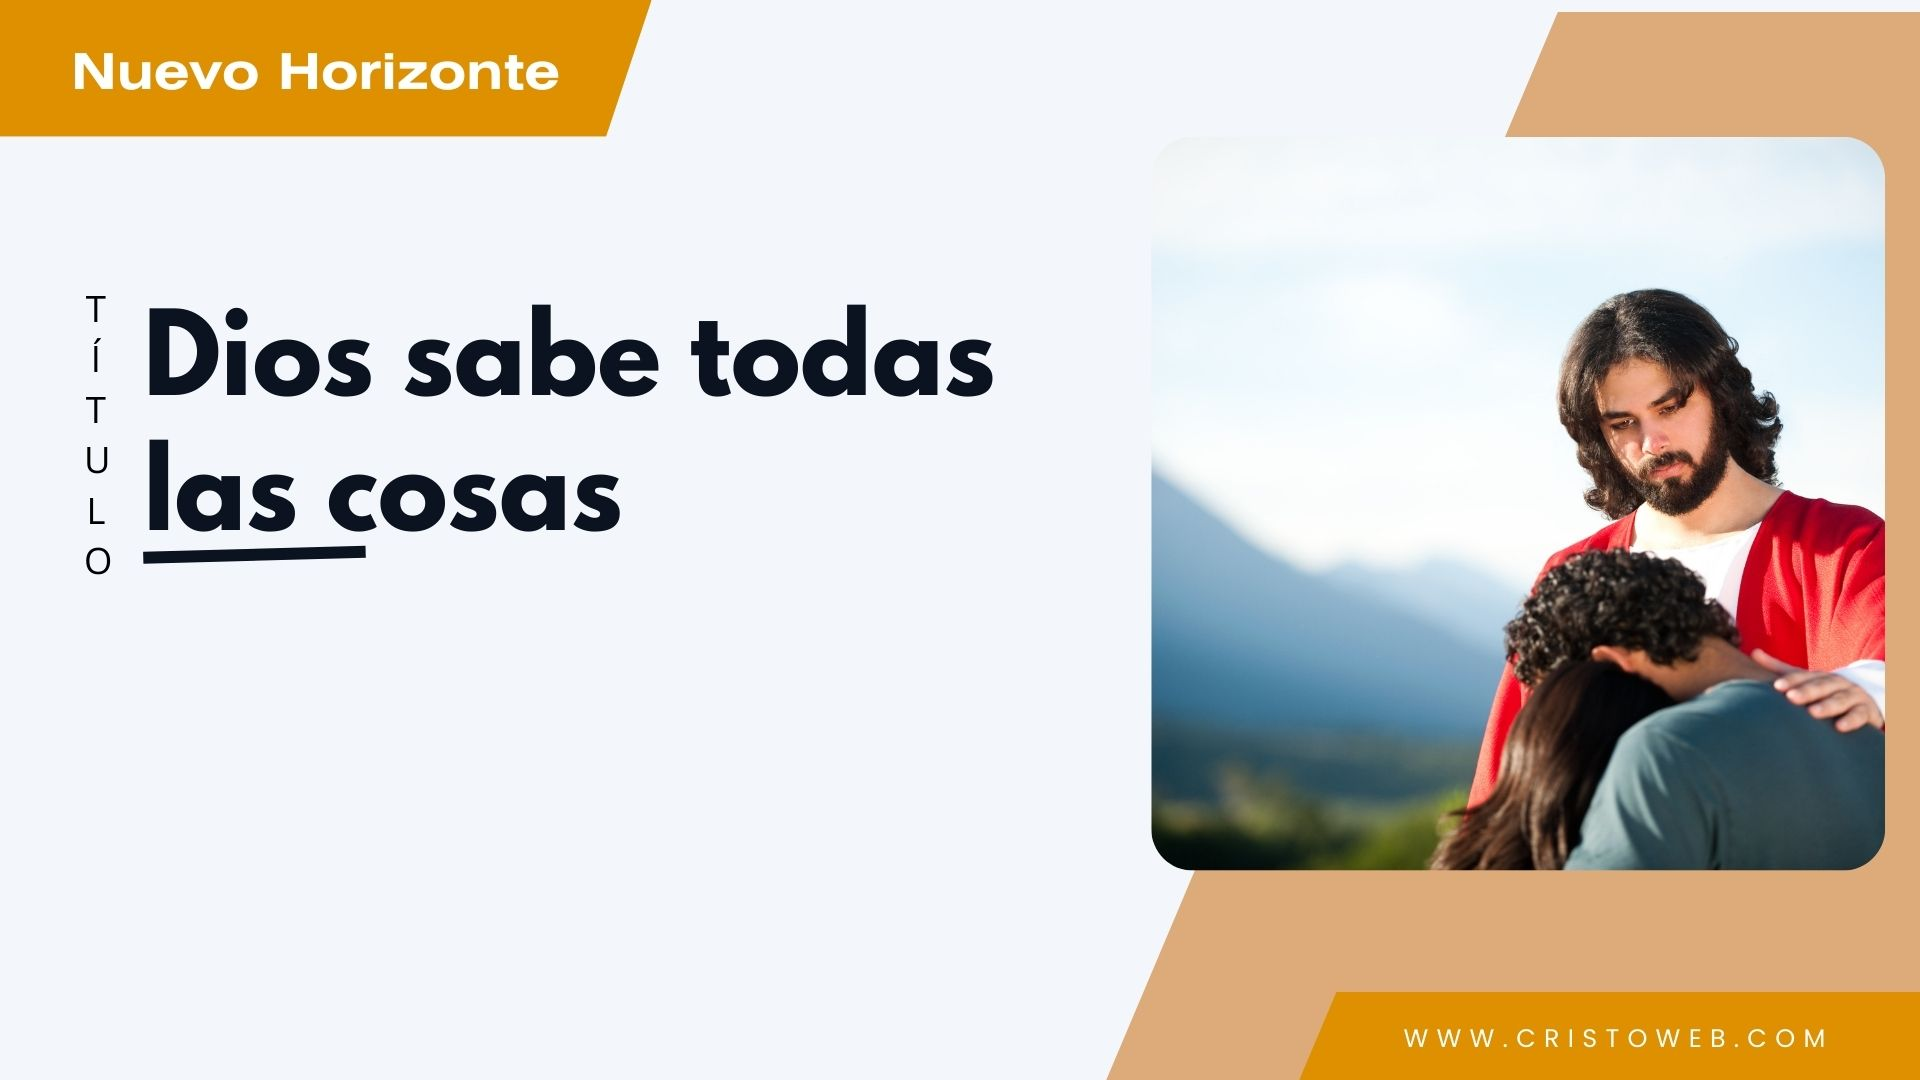 Nuevo Horizonte
TÍTULO
Dios sabe todas
las cosas
WWW.CRISTOWEB.COM